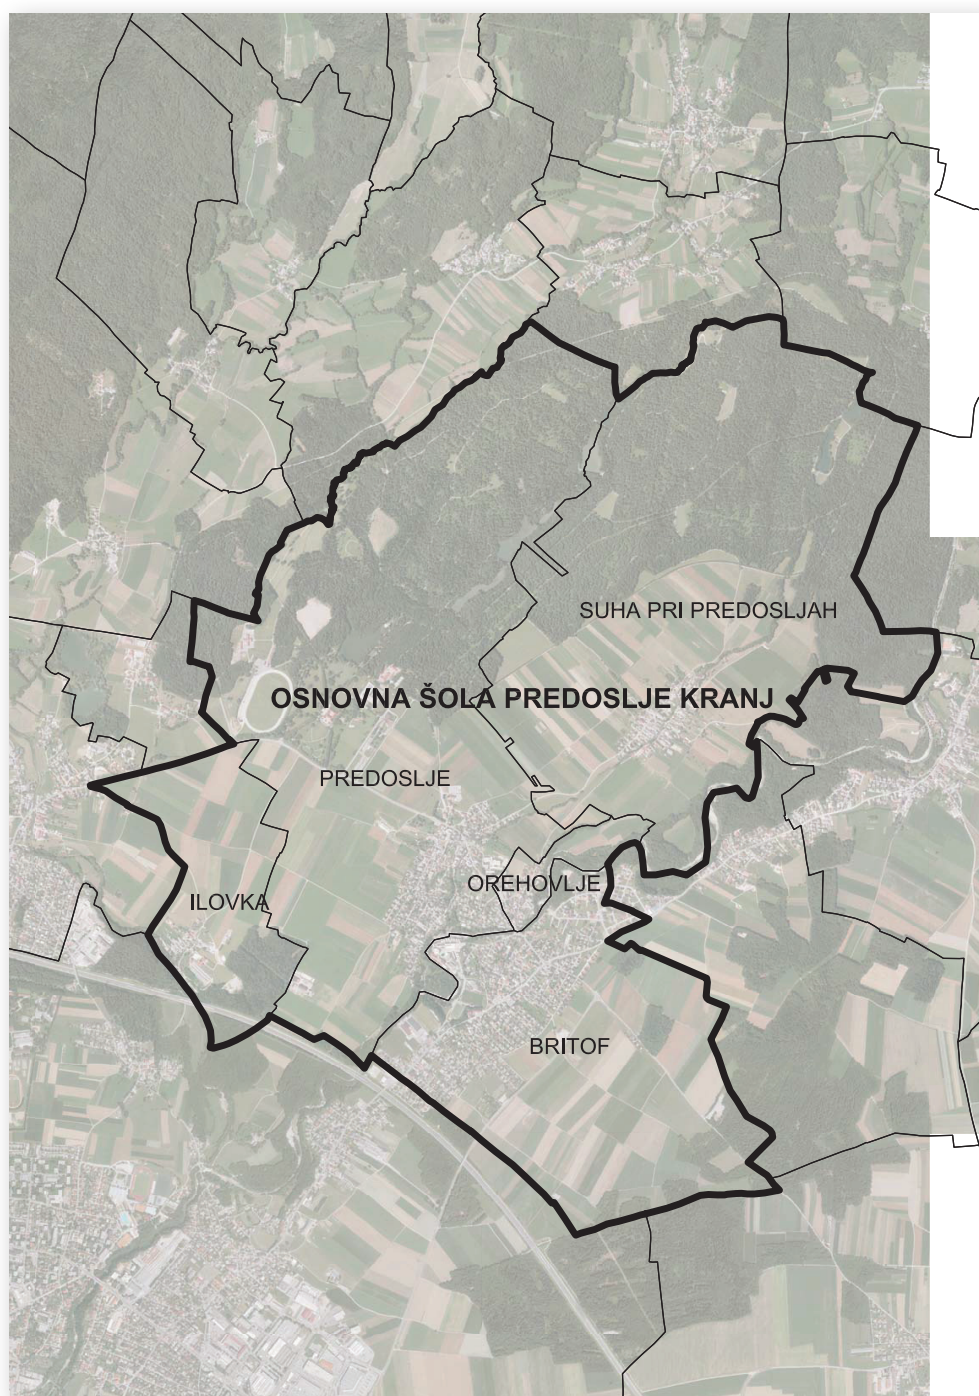 SUHA PRI PREDOSLJAH
OSNOVNA ŠOLA PREDOSLJE KRANJ
PREDOSLJE
OREHOVLJE
ILOVKA
BRITOF